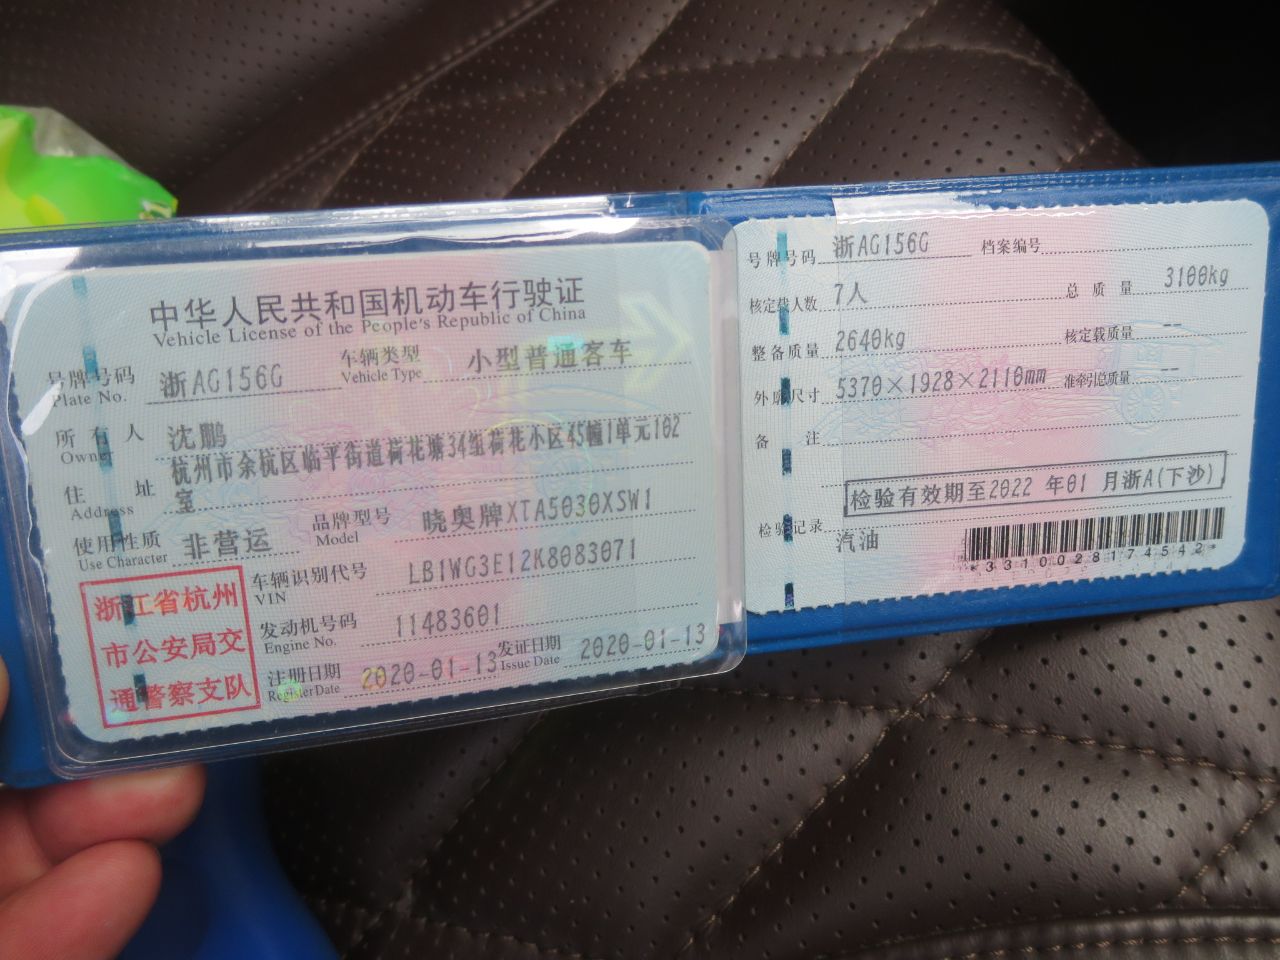 中华人民共和国机动车行驶证
Vehicle License of the People's Republic of China
号牌号码 浙AG156G 车辆类型 小型普通客车
Plate No. Vehicle Type
所有人 沈鹏
Owner
住址 杭州市余杭区临平街道荷花塘34组荷花小区45幢1单元102
Address 室
使用性质 非营运 品牌型号 晓奥牌XTA5030XSW1
Use Character Model
浙江省杭州
市公安局交
通警察支队
车辆识别代号 LB1WG3E12K8083071
VIN
发动机号码 11483601
Engine No.
注册日期 2020-01-13 发证日期 2020-01-13
Register Date Issue Date
号牌号码 浙AG156G 档案编号
核定载人数 7人 总质量 3100kg
整备质量 2640kg 核定载质量 --
外廓尺寸 5370×1928×2110mm 准牵引总质量 --
备注
检验有效期至2022 年01 月浙A(下沙)
检验记录
汽油
*3310028174542*